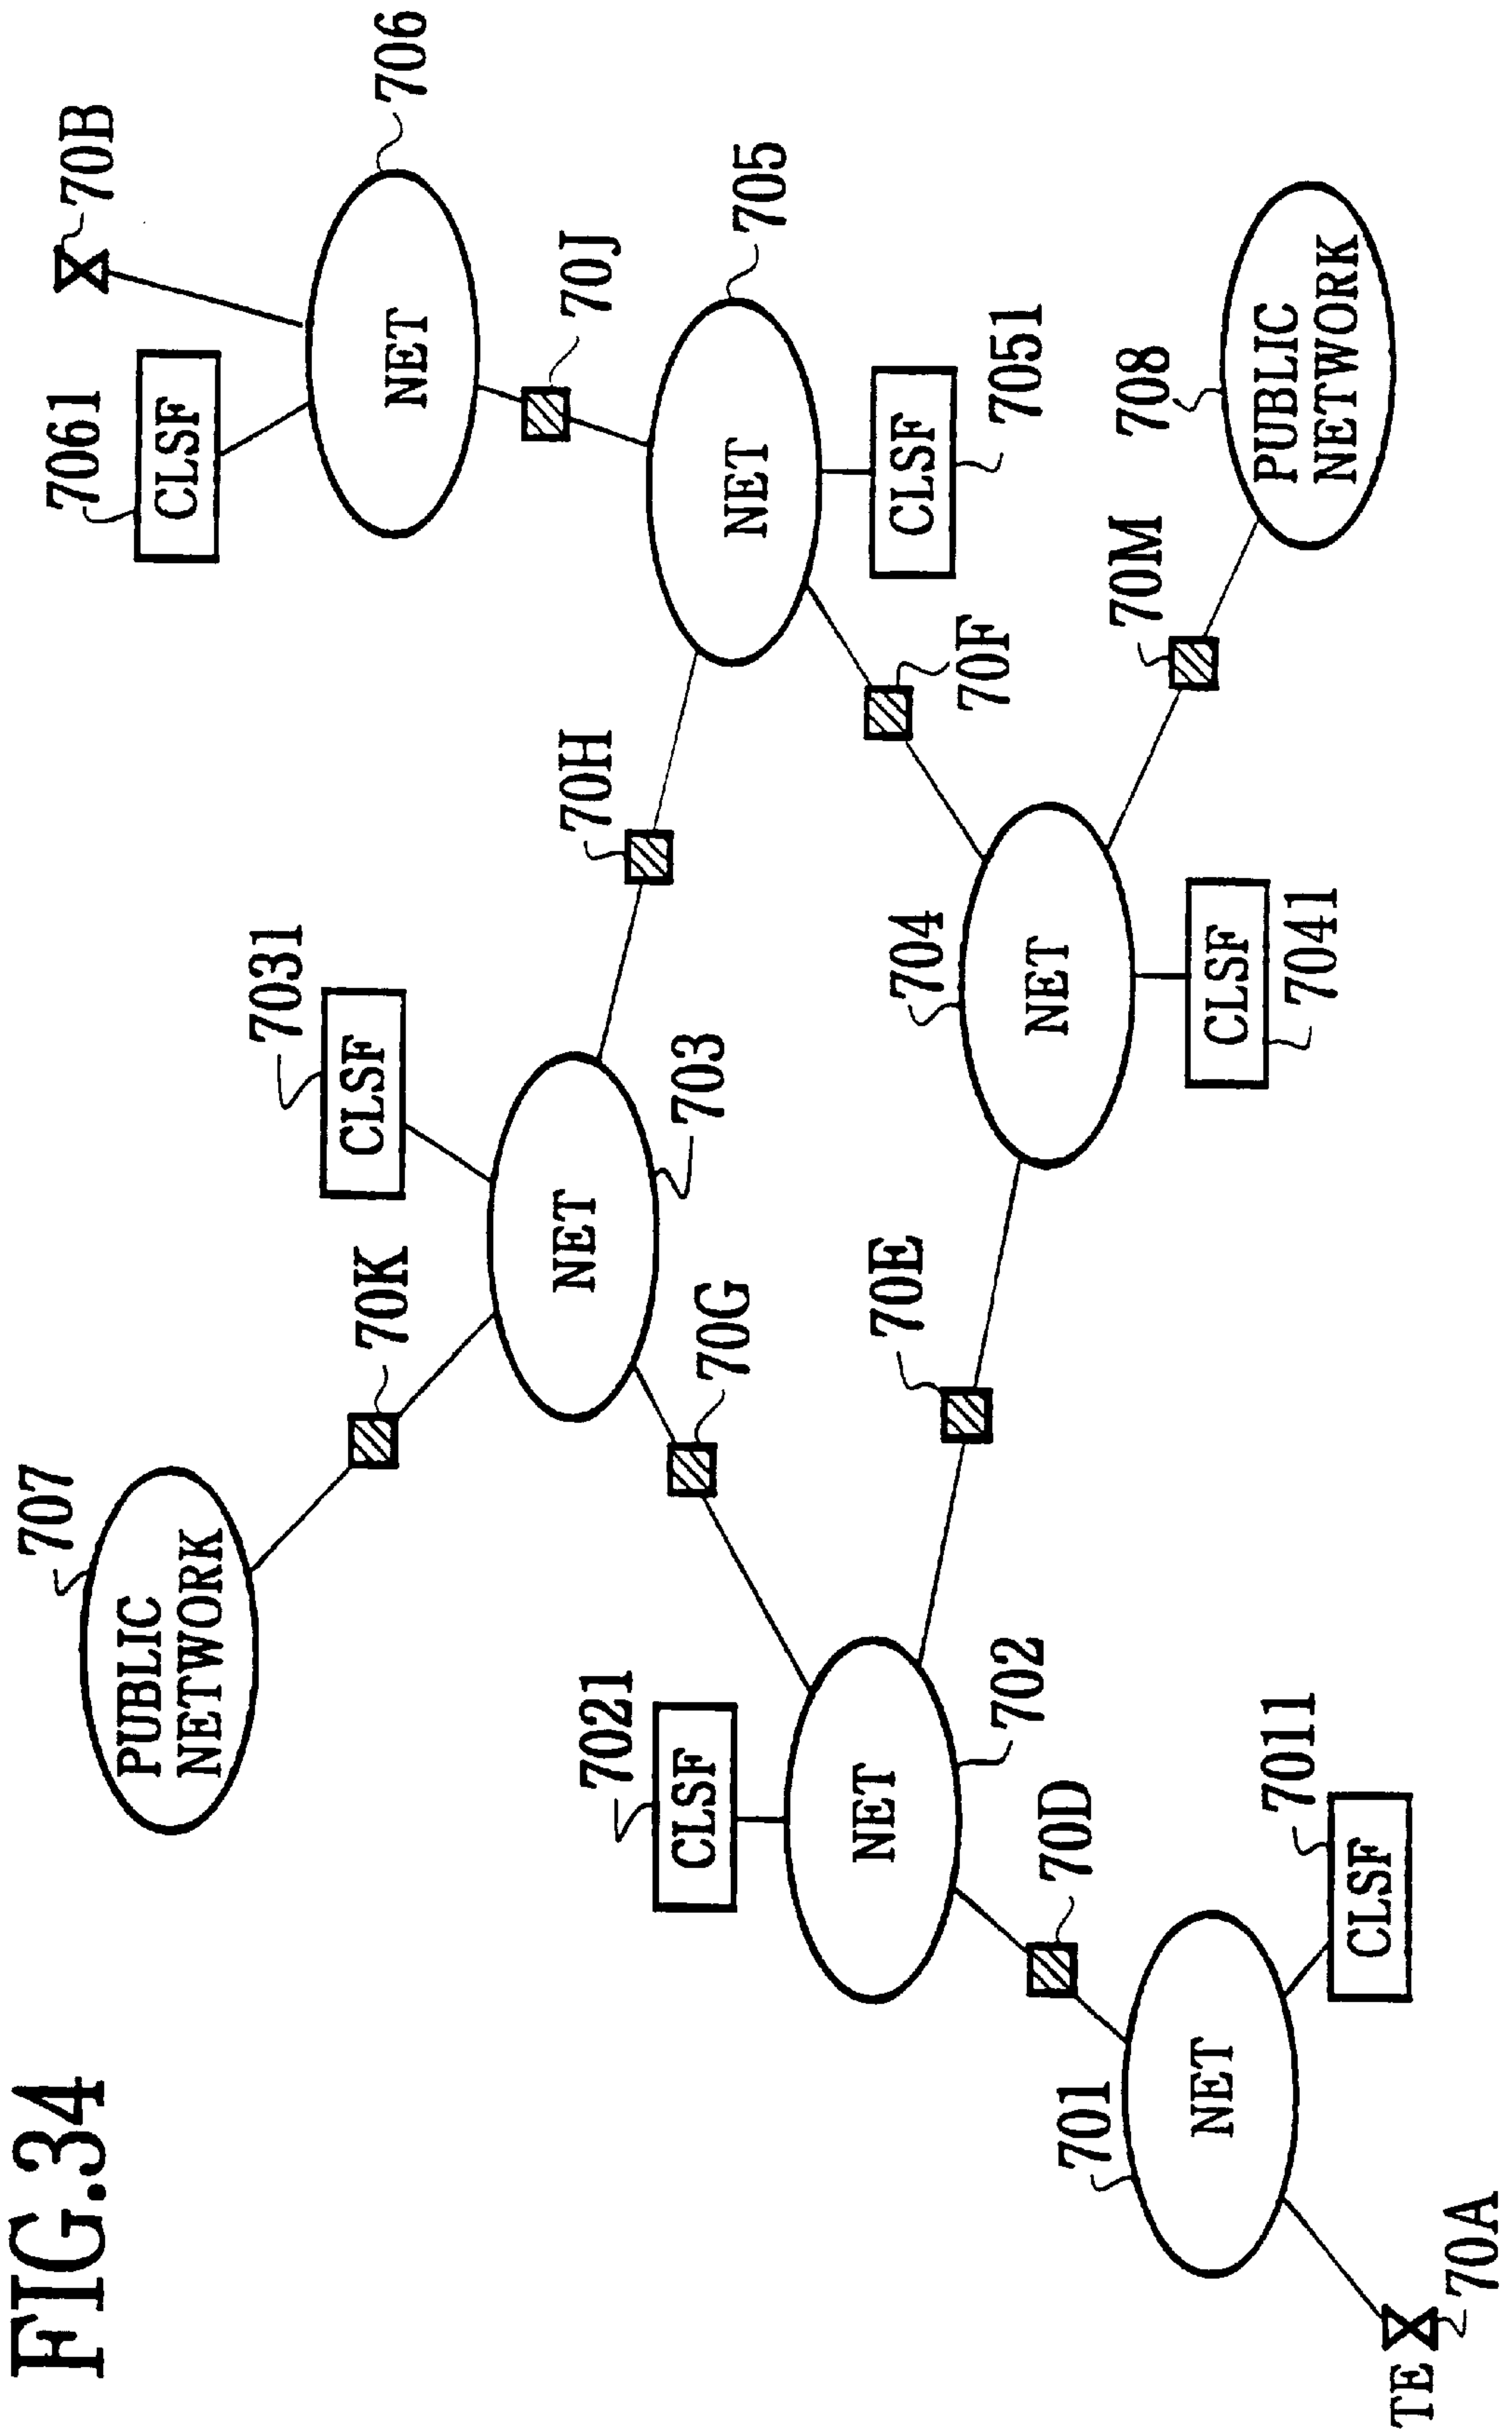 FIG.34
707
PUBLIC
NETWORK
70K
7031
CLSF
7061
CLSF
70B
NET
706
70J
NET
703
70H
70G
NET
705
CLSF
7051
7021
CLSF
NET
702
70E
704
NET
70F
CLSF
7041
70M
708
PUBLIC
NETWORK
70D
701
NET
7011
CLSF
TE
70A